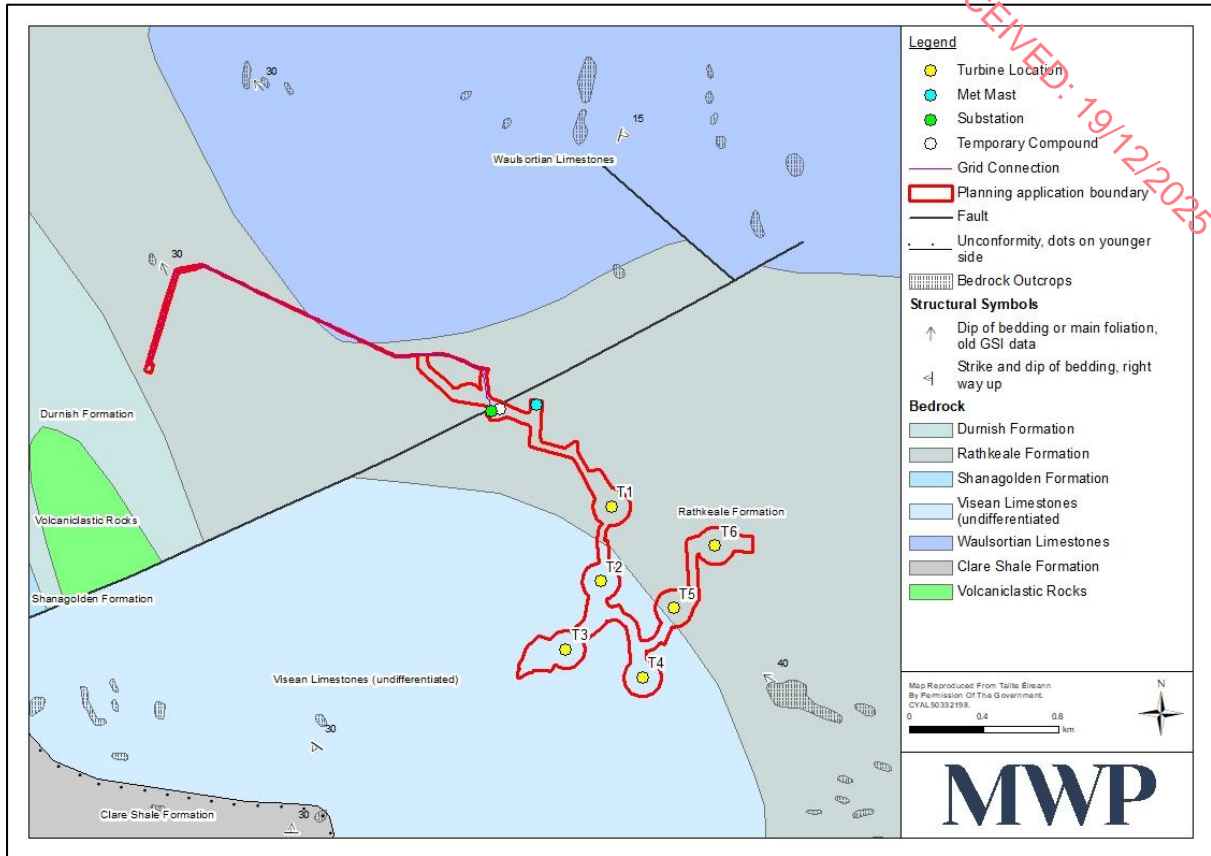 30
15
Waulsortian Limestones
30
Durnish Formation
Volcaniclastic Rocks
Shanagolden Formation
T1
Rathkeale Formation
T6
T2
T5
T3
T4
Visean Limestones (undifferentiated)
40
30
Clare Shale Formation
30
CEIVED: 19/12/2025
Legend
Turbine Location
Met Mast
Substation
Temporary Compound
Grid Connection
Planning application boundary
Fault
Unconformity, dots on younger
side
Bedrock Outcrops
Structural Symbols
Dip of bedding or main foliation,
old GSI data
Strike and dip of bedding, right
way up
Bedrock
Durnish Formation
Rathkeale Formation
Shanagolden Formation
Visean Limestones
(undifferentiated
Waulsortian Limestones
Clare Shale Formation
Volcaniclastic Rocks
Map Reproduced From Tailte Éireann
By Permission Of The Government.
CYAL50332198.
N
0 0.4 0.8
km
MWP